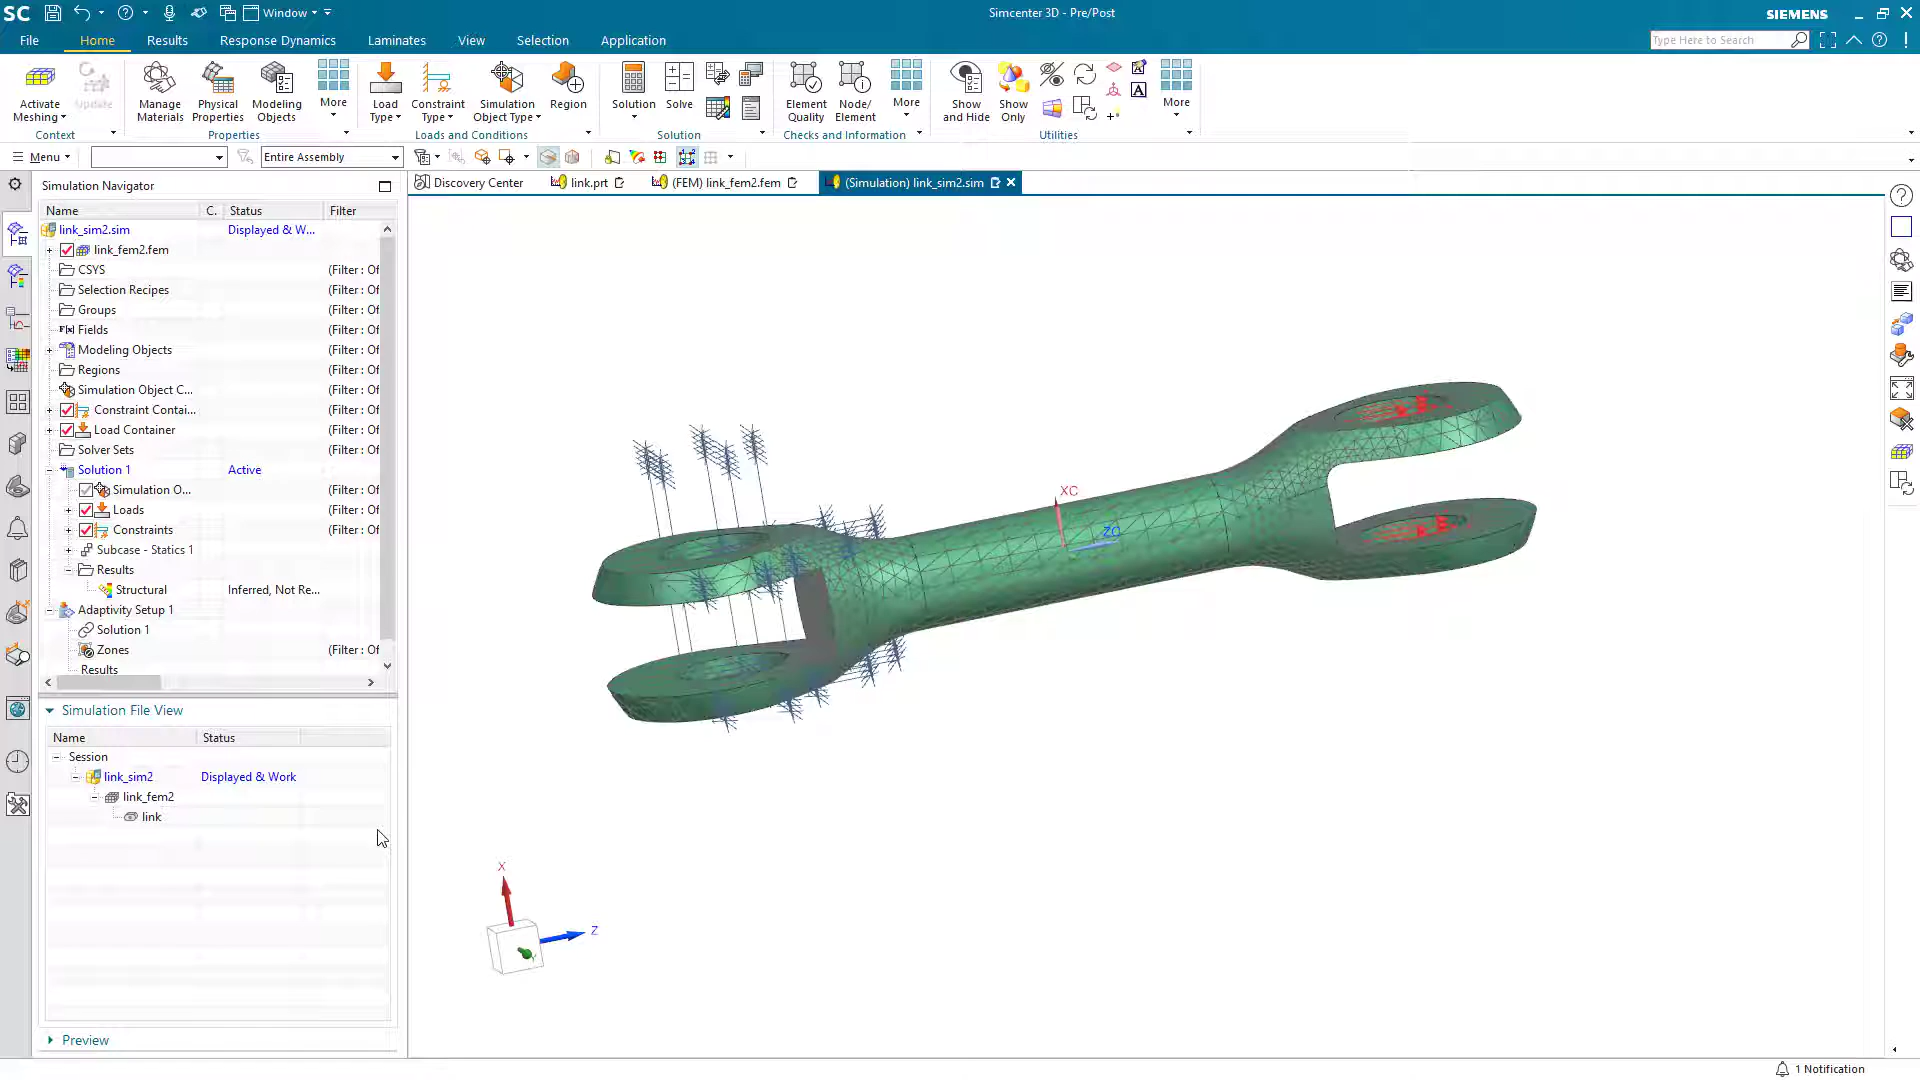 SC
Window
Simcenter 3D - Pre/Post
SIEMENS
File
Home
Results
Response Dynamics
Laminates
View
Selection
Application
Type Here to Search
Activate Meshing
Update
Manage Materials
Physical Properties
Modeling Objects
More
Load Type
Constraint Type
Simulation Object Type
Region
Solution
Solve
Element Quality
Node/ Element
More
Show and Hide
Show Only
More
Context
Properties
Loads and Conditions
Solution
Checks and Information
Utilities
Menu
Entire Assembly
Simulation Navigator
Discovery Center
link.prt
(FEM) link_fem2.fem
(Simulation) link_sim2.sim
Name C. Status Filter
link_sim2.sim Displayed & W...
link_fem2.fem
CSYS (Filter : Of
Selection Recipes (Filter : Of
Groups (Filter : Of
Fields (Filter : Of
Modeling Objects (Filter : Of
Regions (Filter : Of
Simulation Object C... (Filter : Of
Constraint Contai... (Filter : Of
Load Container (Filter : Of
Solver Sets (Filter : Of
Solution 1 Active
Simulation O... (Filter : Of
Loads (Filter : Of
Constraints (Filter : Of
Subcase - Statics 1 (Filter : Of
Results
Structural Inferred, Not Re...
Adaptivity Setup 1
Solution 1
Zones (Filter : Of
Results
Simulation File View
Name Status
Session
link_sim2 Displayed & Work
link_fem2
link
Preview
XC
ZC
X
Z
1 Notification